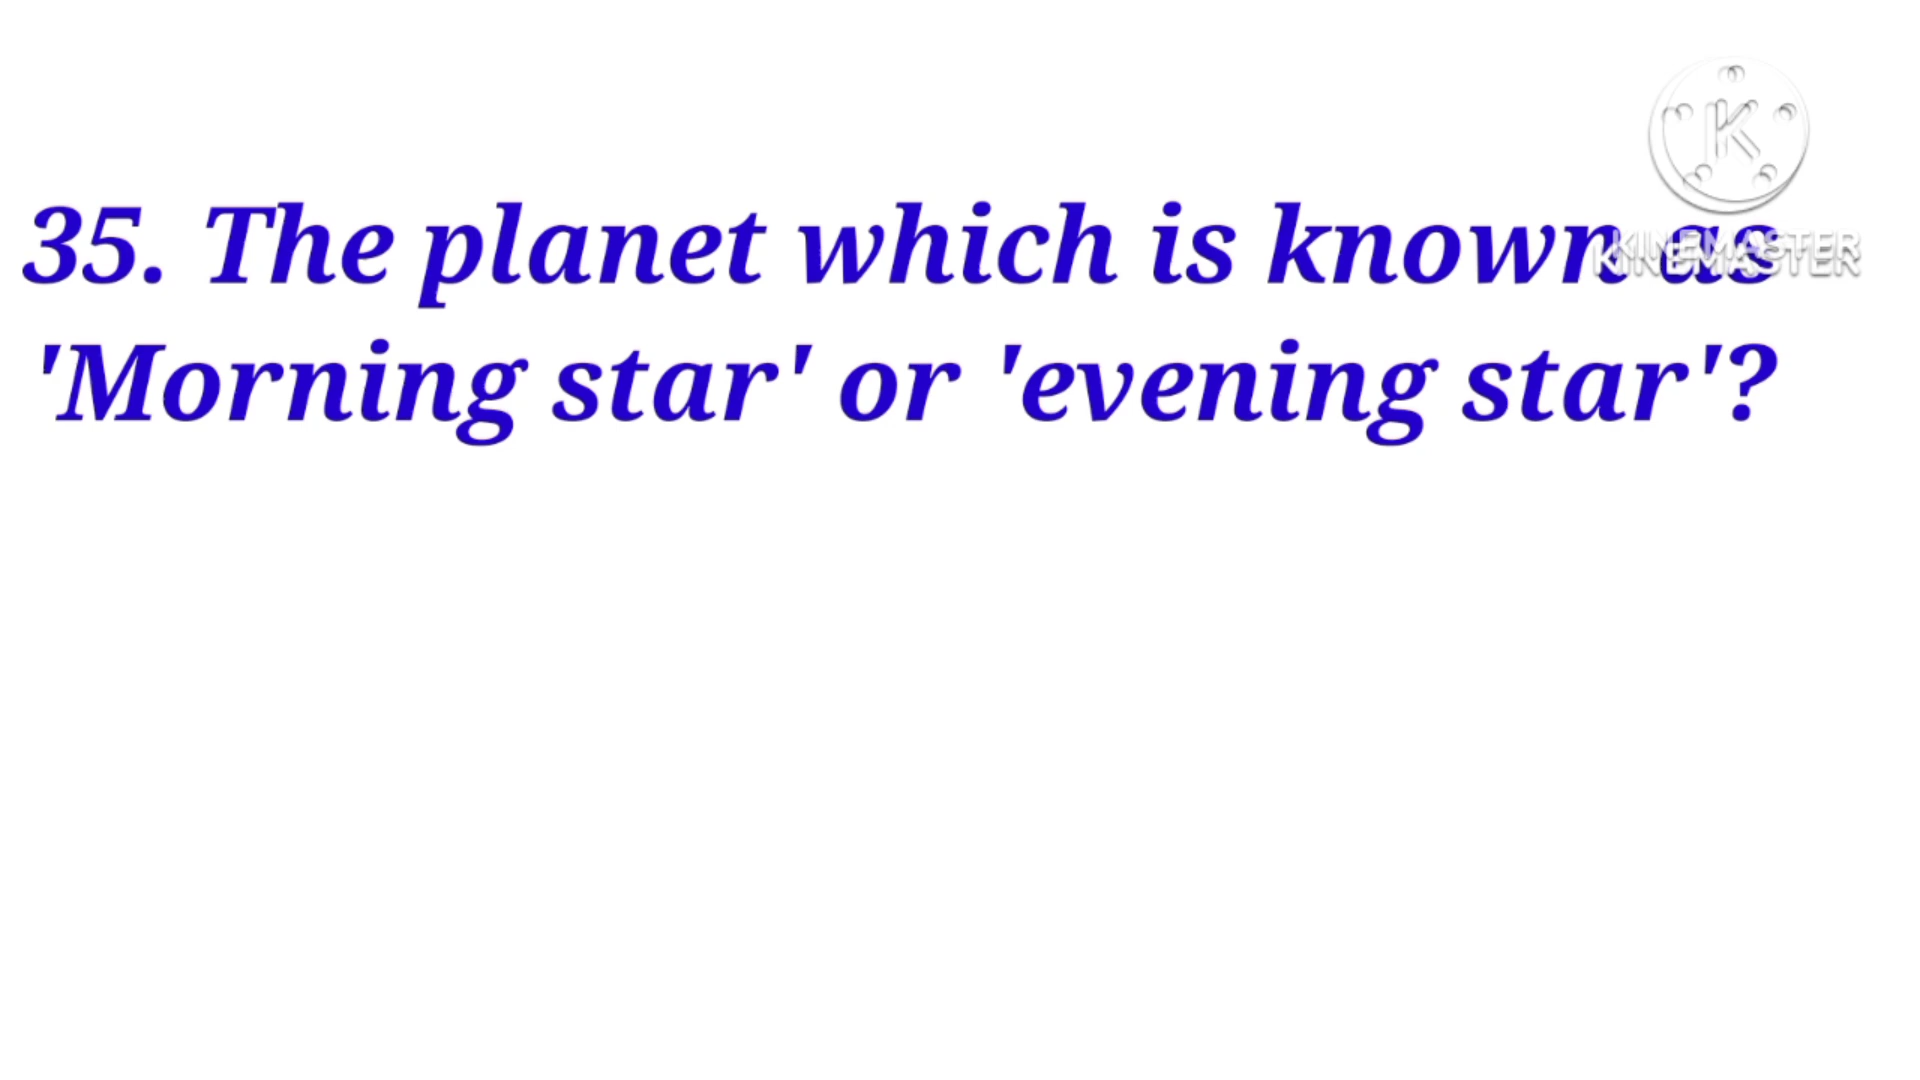 35. The planet which is known as
'Morning star' or 'evening star'?
K
KINEMASTER